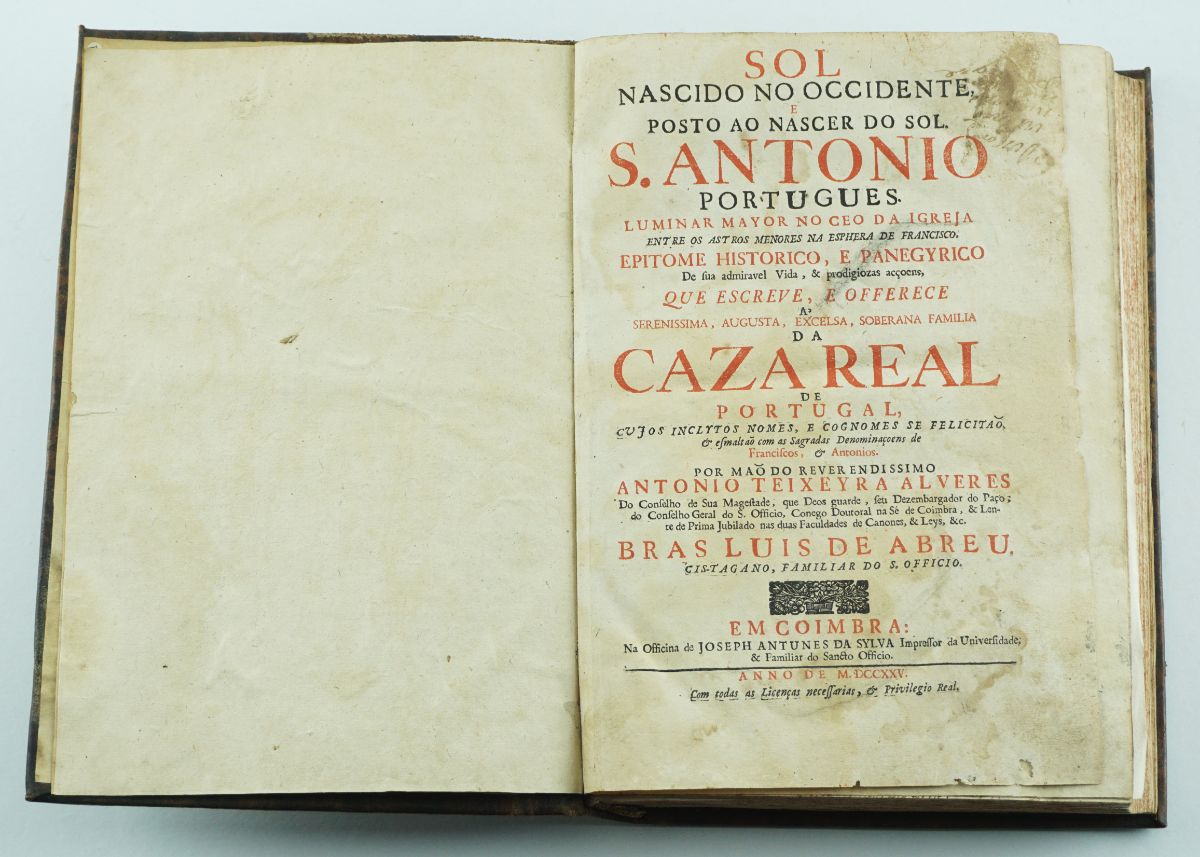 SOL
NASCIDO NO OCCIDENTE,
E
POSTO AO NASCER DO SOL.
S. ANTONIO
PORTUGUES.
LUMINAR MAYOR NO CEO DA IGREJA
ENTRE OS ASTROS MENORES NA ESPHERA DE FRANCISCO.
EPITOME HISTORICO, E PANEGYRICO
De sua admiravel Vida, & prodigiozas acçoens,
QUE ESCREVE, E OFFERECE
A'
SERENISSIMA, AUGUSTA, EXCELSA, SOBERANA FAMILIA
DA
CAZA REAL
DE
PORTUGAL,
CUJOS INCLYTOS NOMES, E COGNOMES SE FELICITAÕ,
& eſmaltaõ com as Sagradas Denominaçoens de
Franciſcos, & Antonios.
POR MAÕ DO REVERENDISSIMO
ANTONIO TEIXEYRA ALVERES
Do Conſelho de Sua Mageſtade, que Deos guarde, ſeu Dezembargador do Paço;
do Conſelho Geral do S. Officio, Conego Doutoral na Sè de Coimbra, & Len-
te de Prima Jubilado nas duas Faculdades de Canones, & Leys, &c.
BRAS LUIS DE ABREU,
CIS-TAGANO, FAMILIAR DO S. OFFICIO.
EM COIMBRA:
Na Officina de JOSEPH ANTUNES DA SYLVA Impreſſor da Univerſidade,
& Familiar do Sancto Officio.
ANNO DE M.DCCXXV.
Com todas as Licenças neceſſarias, & Privilegio Real.